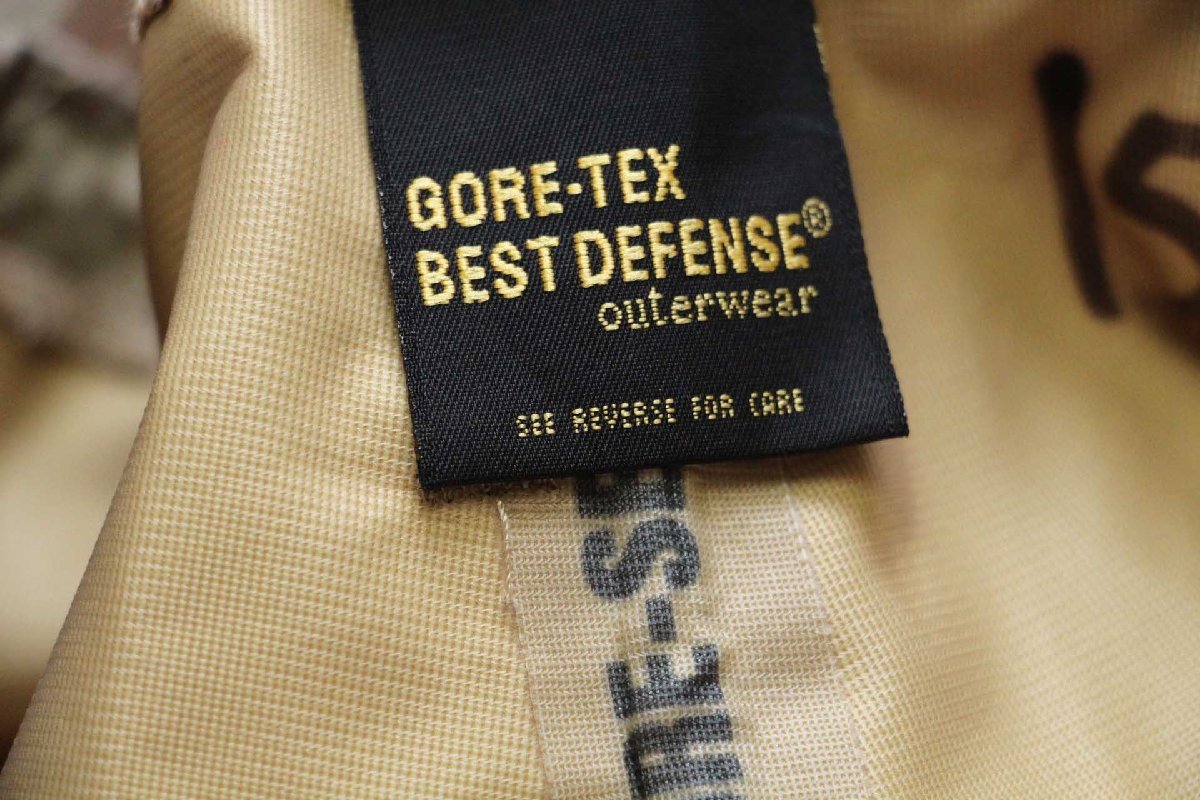 GORE-TEX
BEST DEFENSE®
outerwear
SEE REVERSE FOR CARE